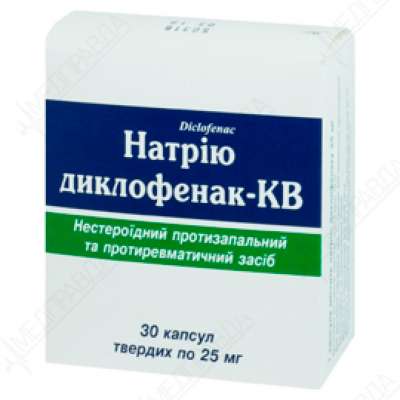 Diclofenac
Натрію
диклофенак-КВ
Нестероїдний протизапальний
та протиревматичний засіб
30 капсул
твердих по 25 мг